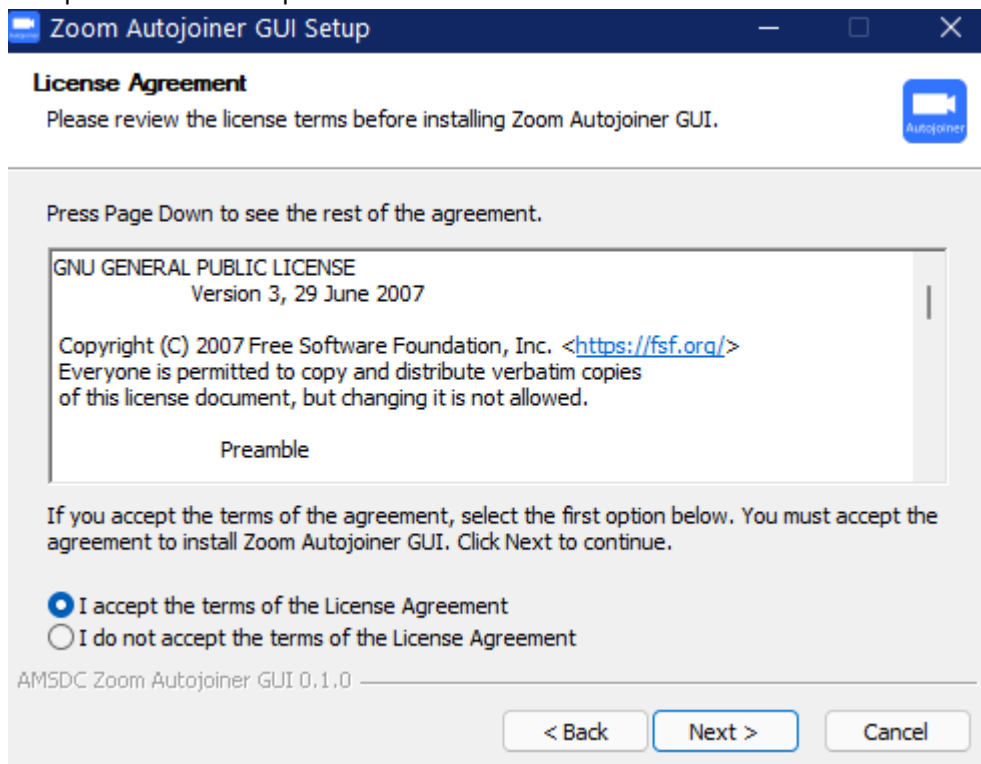 Zoom Autojoiner GUI Setup
License Agreement
Please review the license terms before installing Zoom Autojoiner GUI.
Autojoiner
Press Page Down to see the rest of the agreement.
GNU GENERAL PUBLIC LICENSE
Version 3, 29 June 2007
Copyright (C) 2007 Free Software Foundation, Inc. <https://fsf.org/>
Everyone is permitted to copy and distribute verbatim copies
of this license document, but changing it is not allowed.
Preamble
If you accept the terms of the agreement, select the first option below. You must accept the
agreement to install Zoom Autojoiner GUI. Click Next to continue.
I accept the terms of the License Agreement
I do not accept the terms of the License Agreement
AMSDC Zoom Autojoiner GUI 0.1.0
< Back Next > Cancel